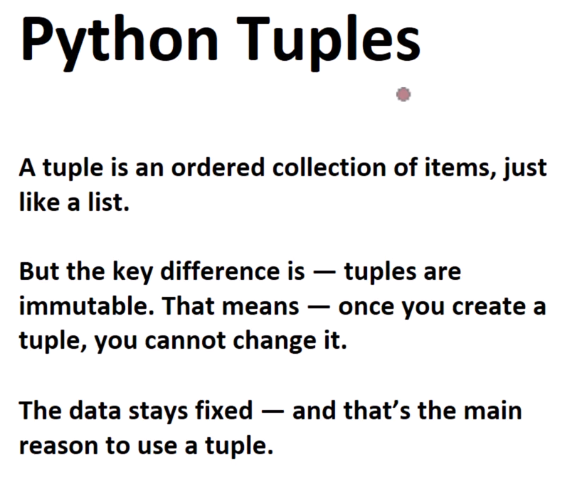 Python Tuples
A tuple is an ordered collection of items, just
like a list.
But the key difference is — tuples are
immutable. That means — once you create a
tuple, you cannot change it.
The data stays fixed — and that’s the main
reason to use a tuple.